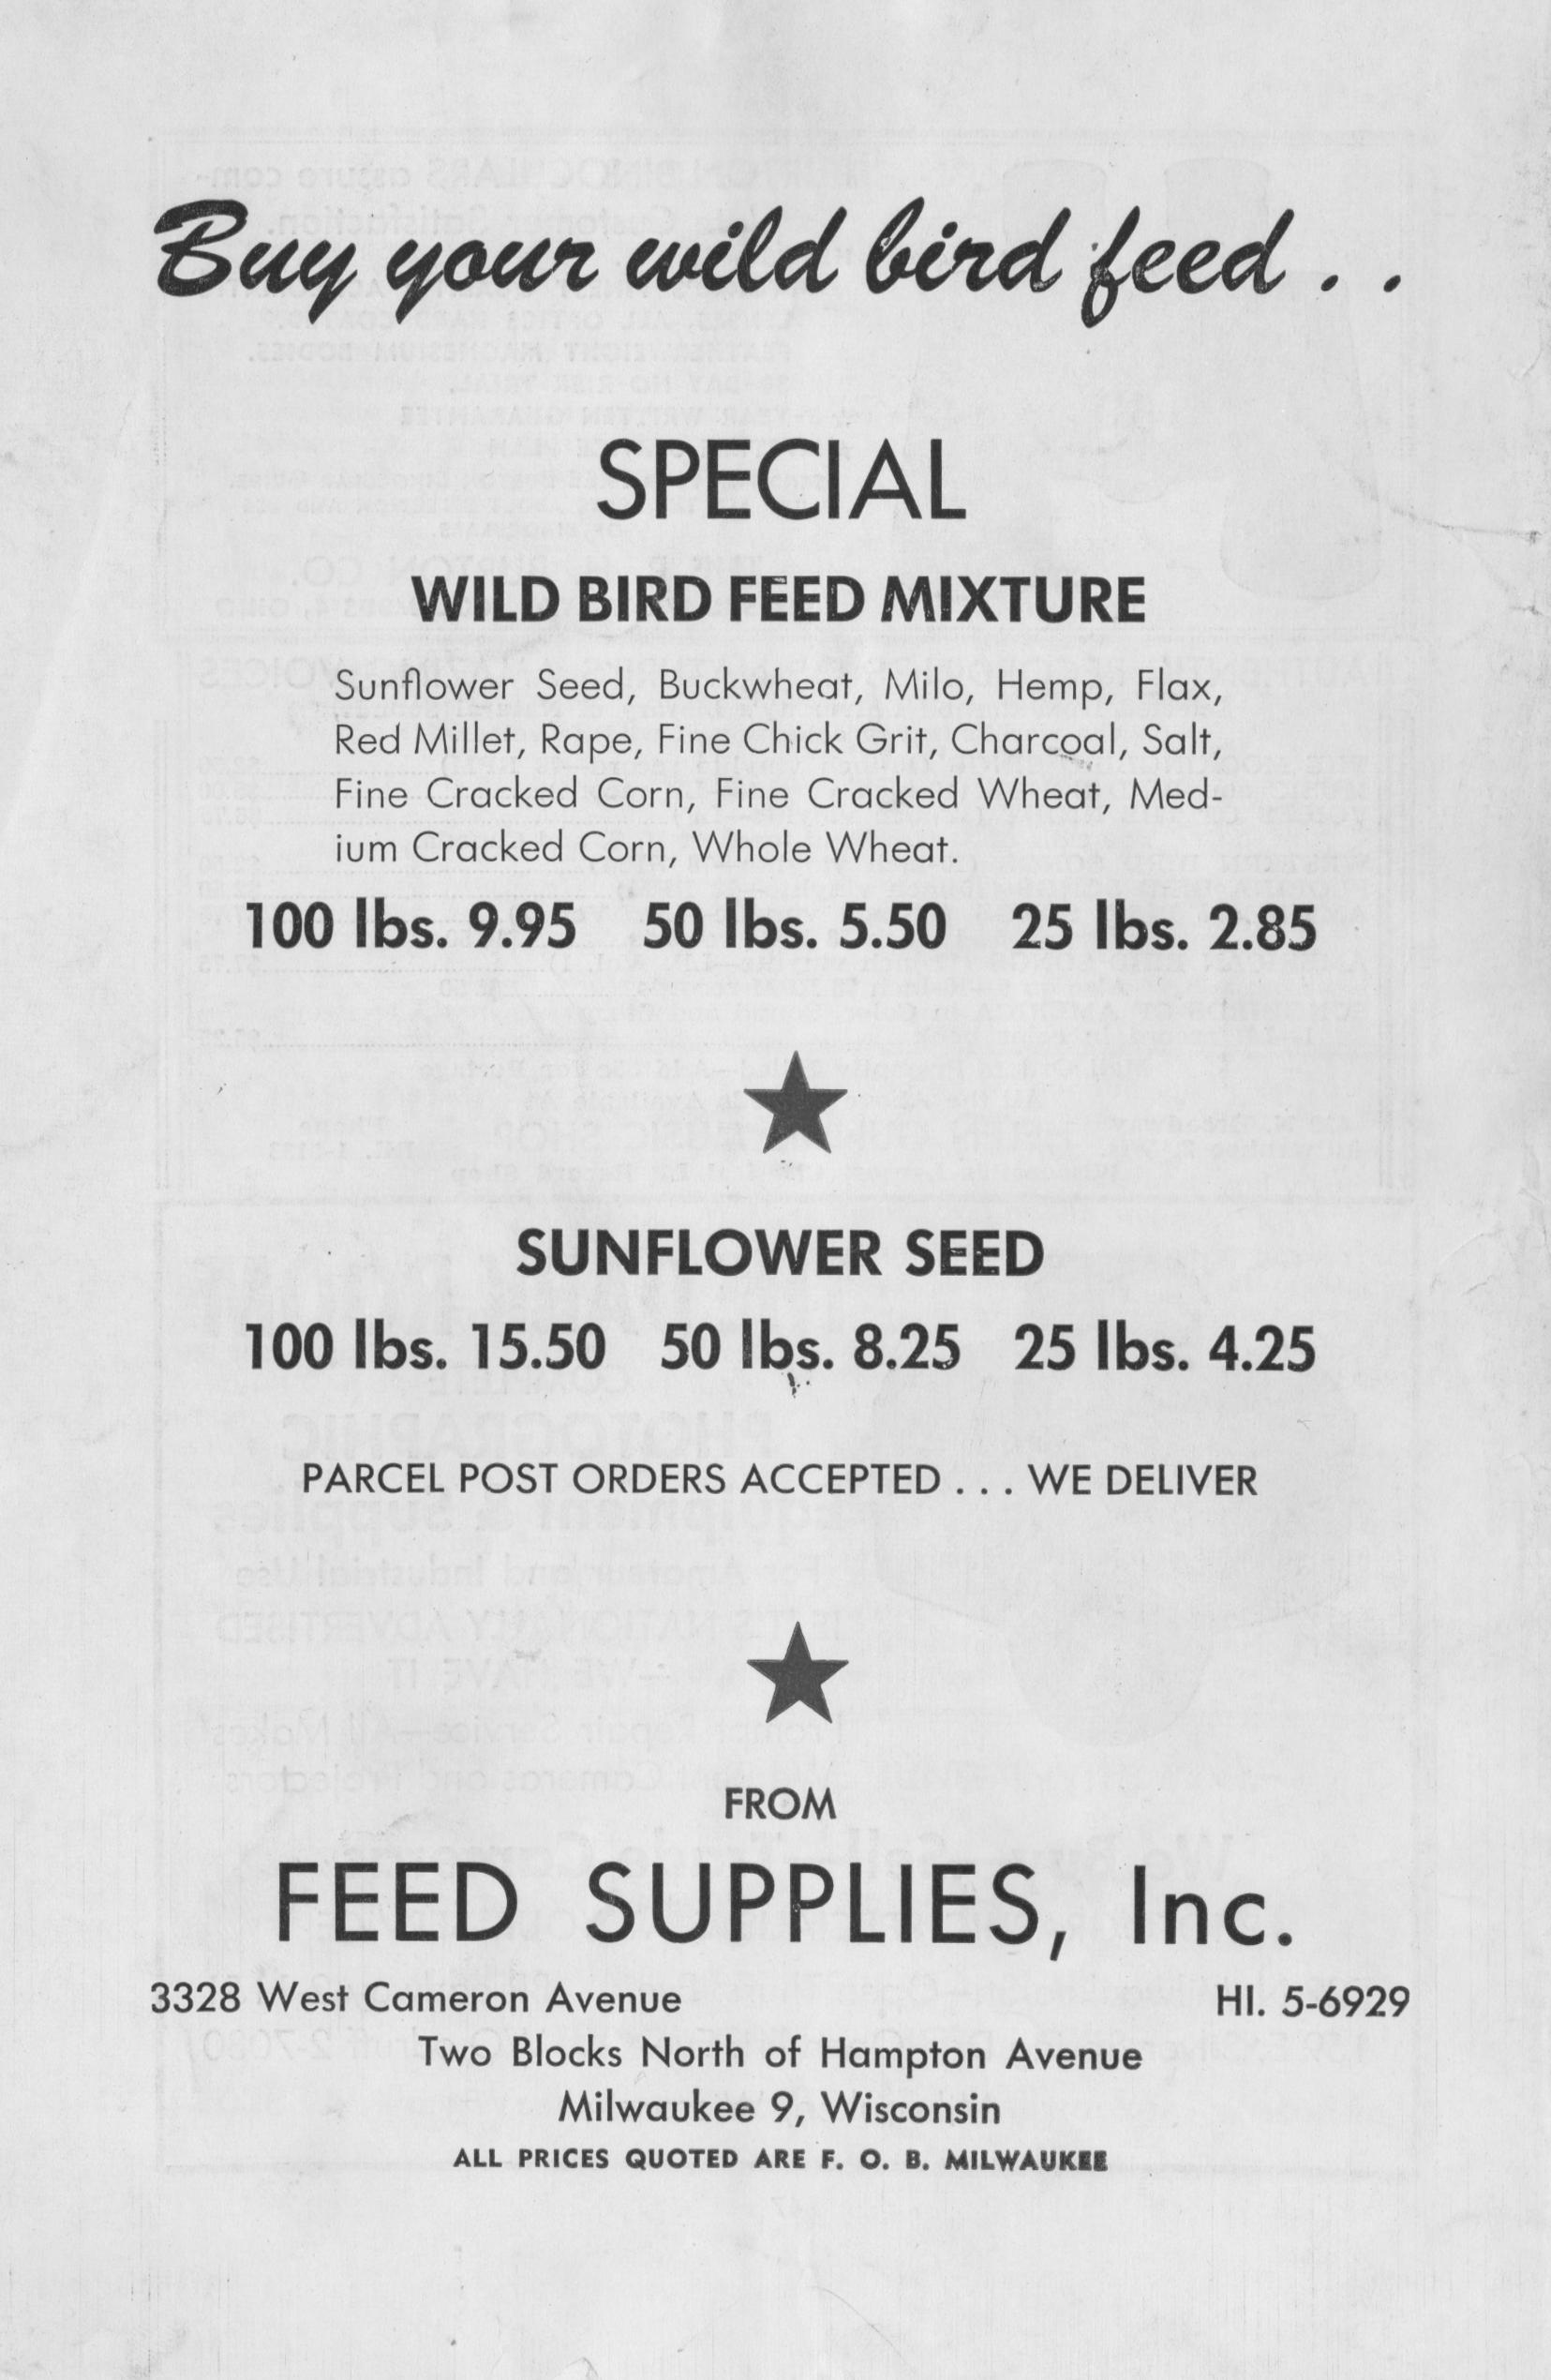 Buy your wild bird feed . .
SPECIAL
WILD BIRD FEED MIXTURE
Sunflower Seed, Buckwheat, Milo, Hemp, Flax,
Red Millet, Rape, Fine Chick Grit, Charcoal, Salt,
Fine Cracked Corn, Fine Cracked Wheat, Med-
ium Cracked Corn, Whole Wheat.
100 lbs. 9.95 50 lbs. 5.50 25 lbs. 2.85
SUNFLOWER SEED
100 lbs. 15.50 50 lbs. 8.25 25 lbs. 4.25
PARCEL POST ORDERS ACCEPTED . . . WE DELIVER
FROM
FEED SUPPLIES, Inc.
3328 West Cameron Avenue HI. 5-6929
Two Blocks North of Hampton Avenue
Milwaukee 9, Wisconsin
ALL PRICES QUOTED ARE F. O. B. MILWAUKEE